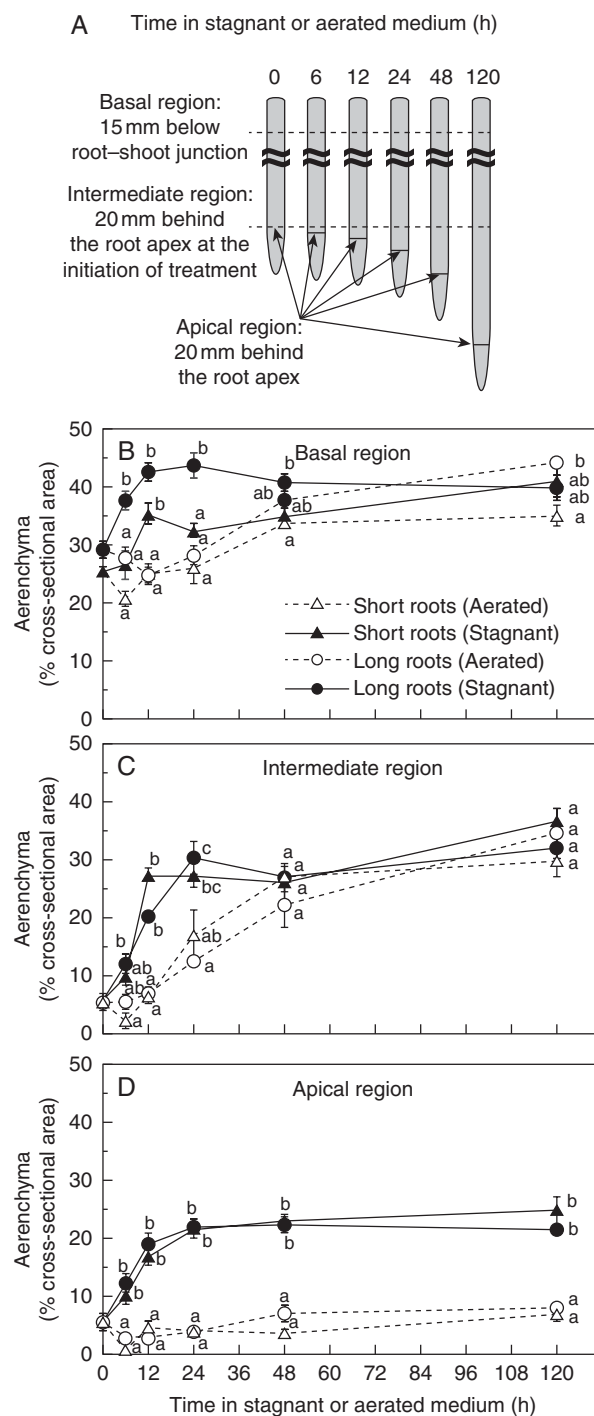 A
Time in stagnant or aerated medium (h)
0 6 12 24 48 120
Basal region:
15 mm below
root–shoot junction
Intermediate region:
20 mm behind
the root apex at the
initiation of treatment
Apical region:
20 mm behind
the root apex
B
Basal region
50
40
30
20
10
0
Aerenchyma
(% cross-sectional area)
b b b b b
b ab ab ab
a a a a
a a a a a
Short roots (Aerated)
Short roots (Stagnant)
Long roots (Aerated)
Long roots (Stagnant)
C
Intermediate region
50
40
30
20
10
0
Aerenchyma
(% cross-sectional area)
b b c a a
ab b bc a a
ab a ab a a
a a a a a
D
Apical region
50
40
30
20
10
0
Aerenchyma
(% cross-sectional area)
b b b b b
b b b b b
a a a a a
a a a a a
0 12 24 36 48 60 72 84 96 108 120
Time in stagnant or aerated medium (h)